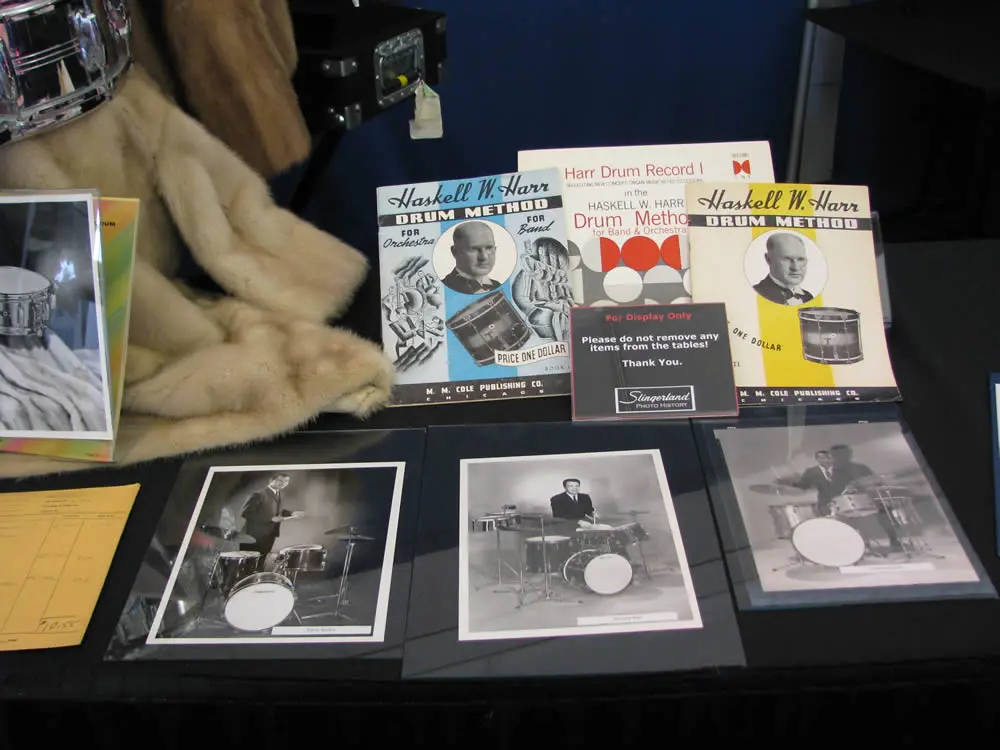 Haskell W. Harr
DRUM METHOD
FOR
Orchestra
FOR
Band
PRICE ONE DOLLAR
BOOK
M. M. COLE PUBLISHING CO.
CHICAGO
Harr Drum Record I
in the
HASKELL W. HARR
Drum Metho
for Band & Orchestra
Haskell W. Harr
DRUM METHOD
ONE DOLLAR
M. M. COLE PUBLISHING CO.
CHICAGO
For Display Only
Please do not remove any
items from the tables!
Thank You.
Slingerland
PHOTO HISTORY